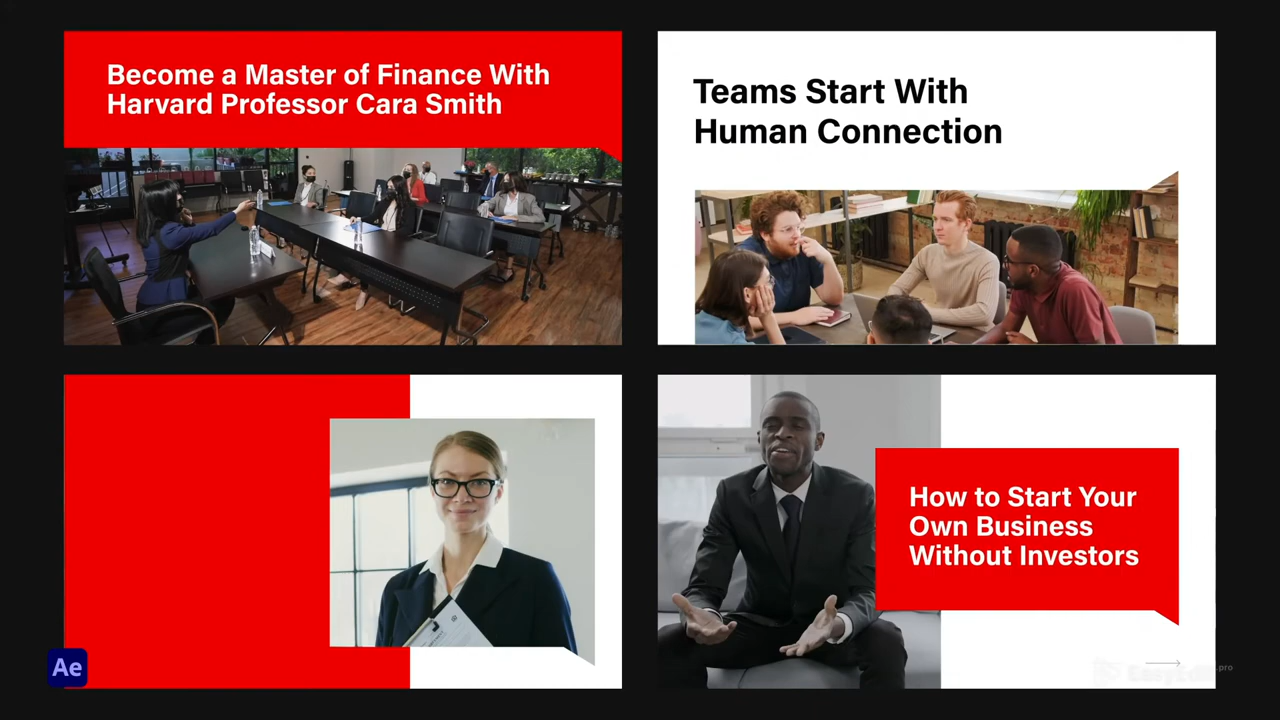 Become a Master of Finance With
Harvard Professor Cara Smith
Teams Start With
Human Connection
How to Start Your
Own Business
Without Investors
Ae
.pro